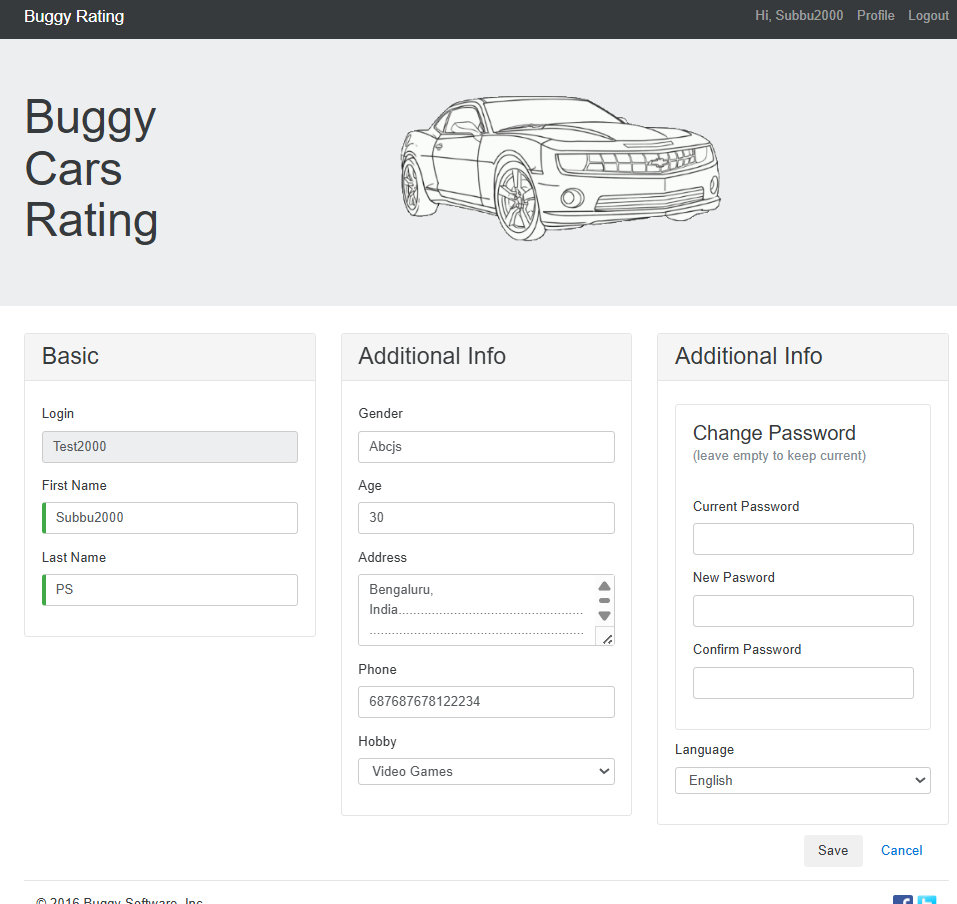 Buggy Rating
Hi, Subbu2000 Profile Logout
Buggy
Cars
Rating
Basic
Login
Test2000
First Name
Subbu2000
Last Name
PS
Additional Info
Gender
Abcjs
Age
30
Address
Bengaluru,
India................................................
........................................................
Phone
687687678122234
Hobby
Video Games
Additional Info
Change Password
(leave empty to keep current)
Current Password
New Pasword
Confirm Password
Language
English
Save Cancel
© 2016 Buggy Software, Inc.